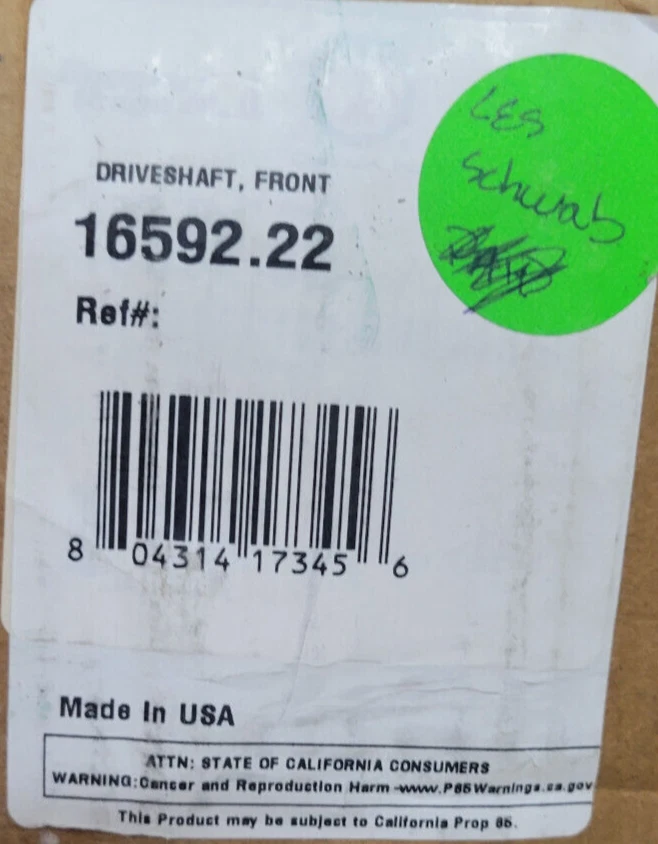 LES
Schwab
DRIVESHAFT, FRONT
16592.22
Ref#:
8 04314 17345 6
Made In USA
ATTN: STATE OF CALIFORNIA CONSUMERS
WARNING:Cancer and Reproduction Harm -www.P65Warnings.ca.gov
This Product may be subject to California Prop 65.